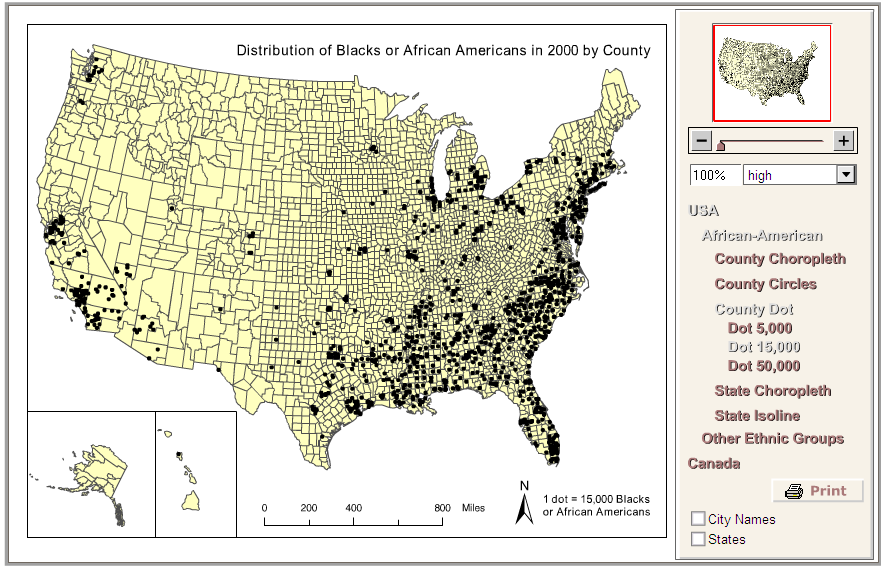 Distribution of Blacks or African Americans in 2000 by County
N
0 200 400 800 Miles
1 dot = 15,000 Blacks
or African Americans
100% high
USA
African-American
County Choropleth
County Circles
County Dot
Dot 5,000
Dot 15,000
Dot 50,000
State Choropleth
State Isoline
Other Ethnic Groups
Canada
Print
City Names
States